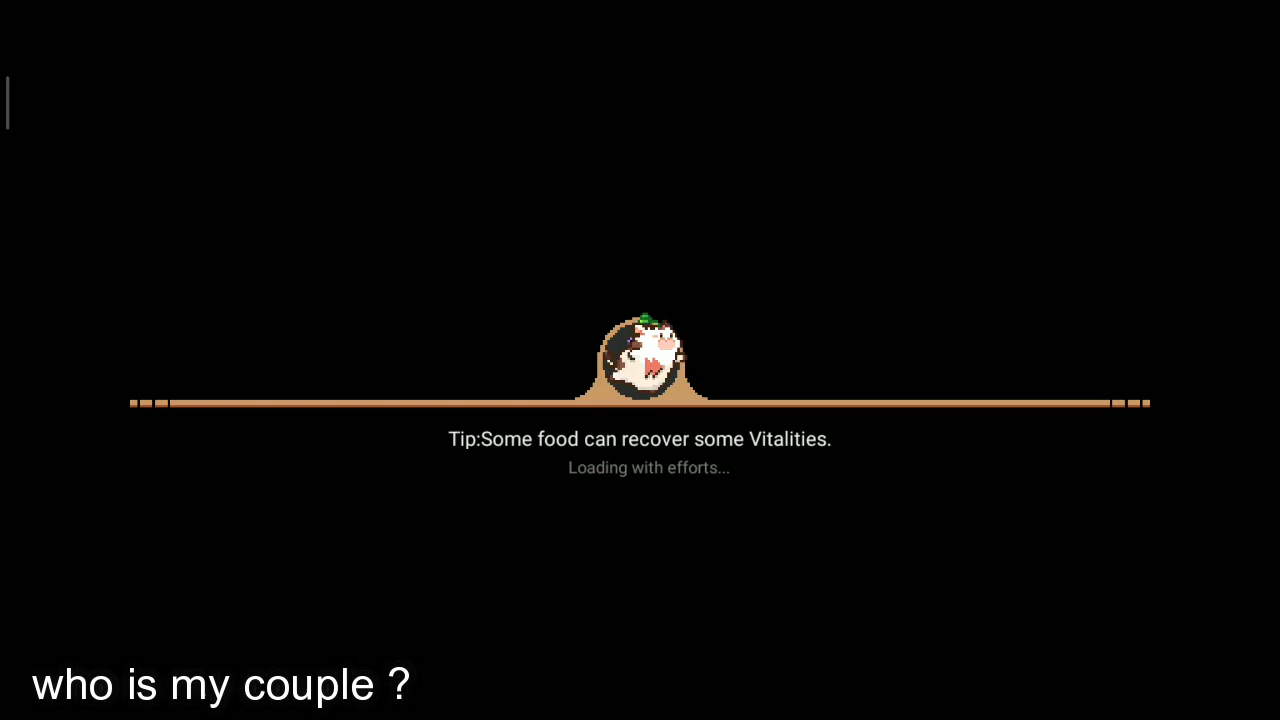 Tip:Some food can recover some Vitalities.
Loading with efforts...
who is my couple ?